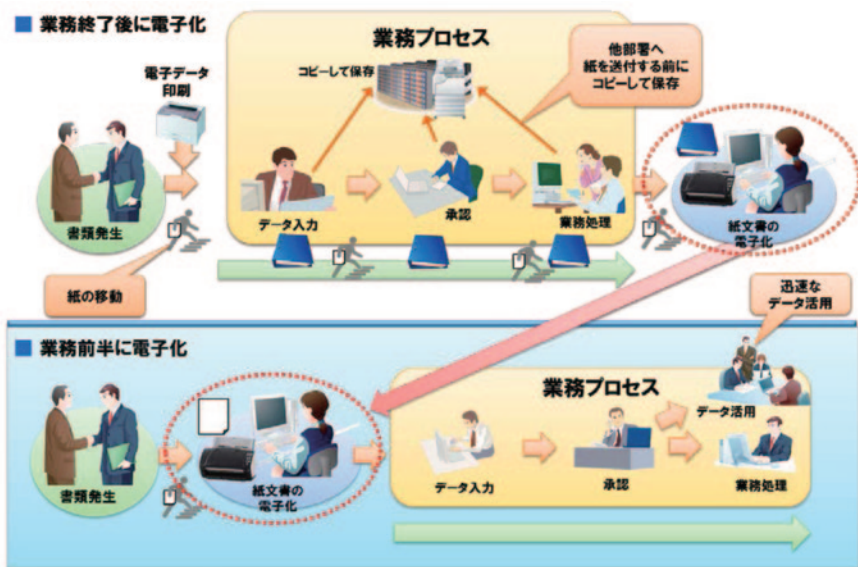 ■ 業務終了後に電子化
業務プロセス
電子データ
印刷
コピーして保存
他部署へ
紙を送付する前に
コピーして保存
書類発生
データ入力
承認
業務処理
紙文書の
電子化
紙の移動
迅速な
データ活用
■ 業務前半に電子化
業務プロセス
データ活用
書類発生
紙文書の
電子化
データ入力
承認
業務処理